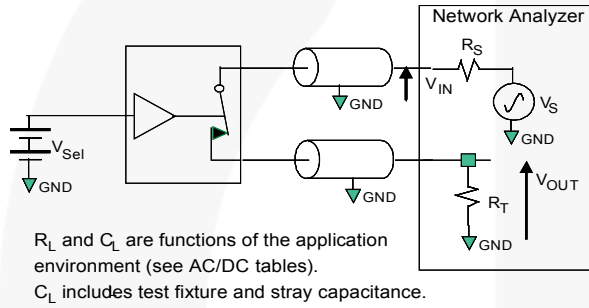 Network Analyzer
R_S
V_IN
GND
V_S
GND
V_Sel
GND
GND
V_OUT
R_T
GND
R_L and C_L are functions of the application
environment (see AC/DC tables).
C_L includes test fixture and stray capacitance.